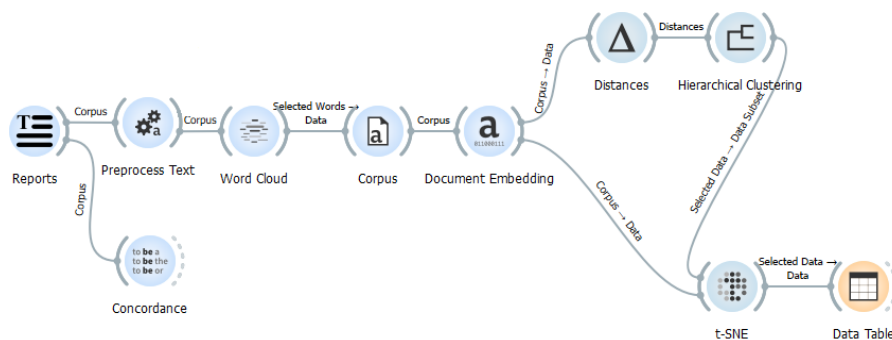 Corpus → Data
Distances
Distances
Hierarchical Clustering
T
Corpus
Corpus
Selected Words →
Data
Corpus
a
a
a
011000111
Reports
Preprocess Text
Word Cloud
Corpus
Document Embedding
Corpus
Corpus → Data
Selected Data → Data Subset
to be a
to be the
to be or
Concordance
Selected Data →
Data
t-SNE
Data Table